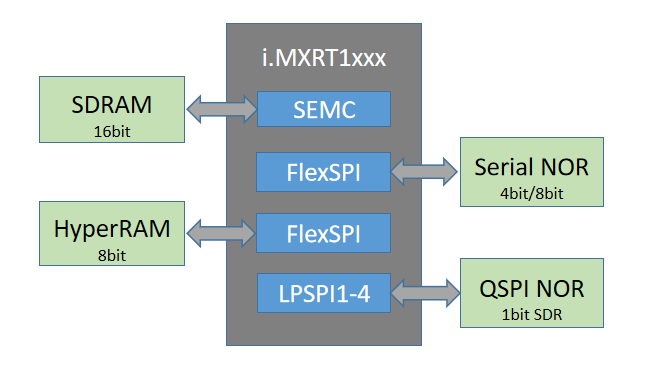 i.MXRT1xxx
SDRAM
16bit
SEMC
FlexSPI
Serial NOR
4bit/8bit
HyperRAM
8bit
FlexSPI
LPSPI1-4
QSPI NOR
1bit SDR